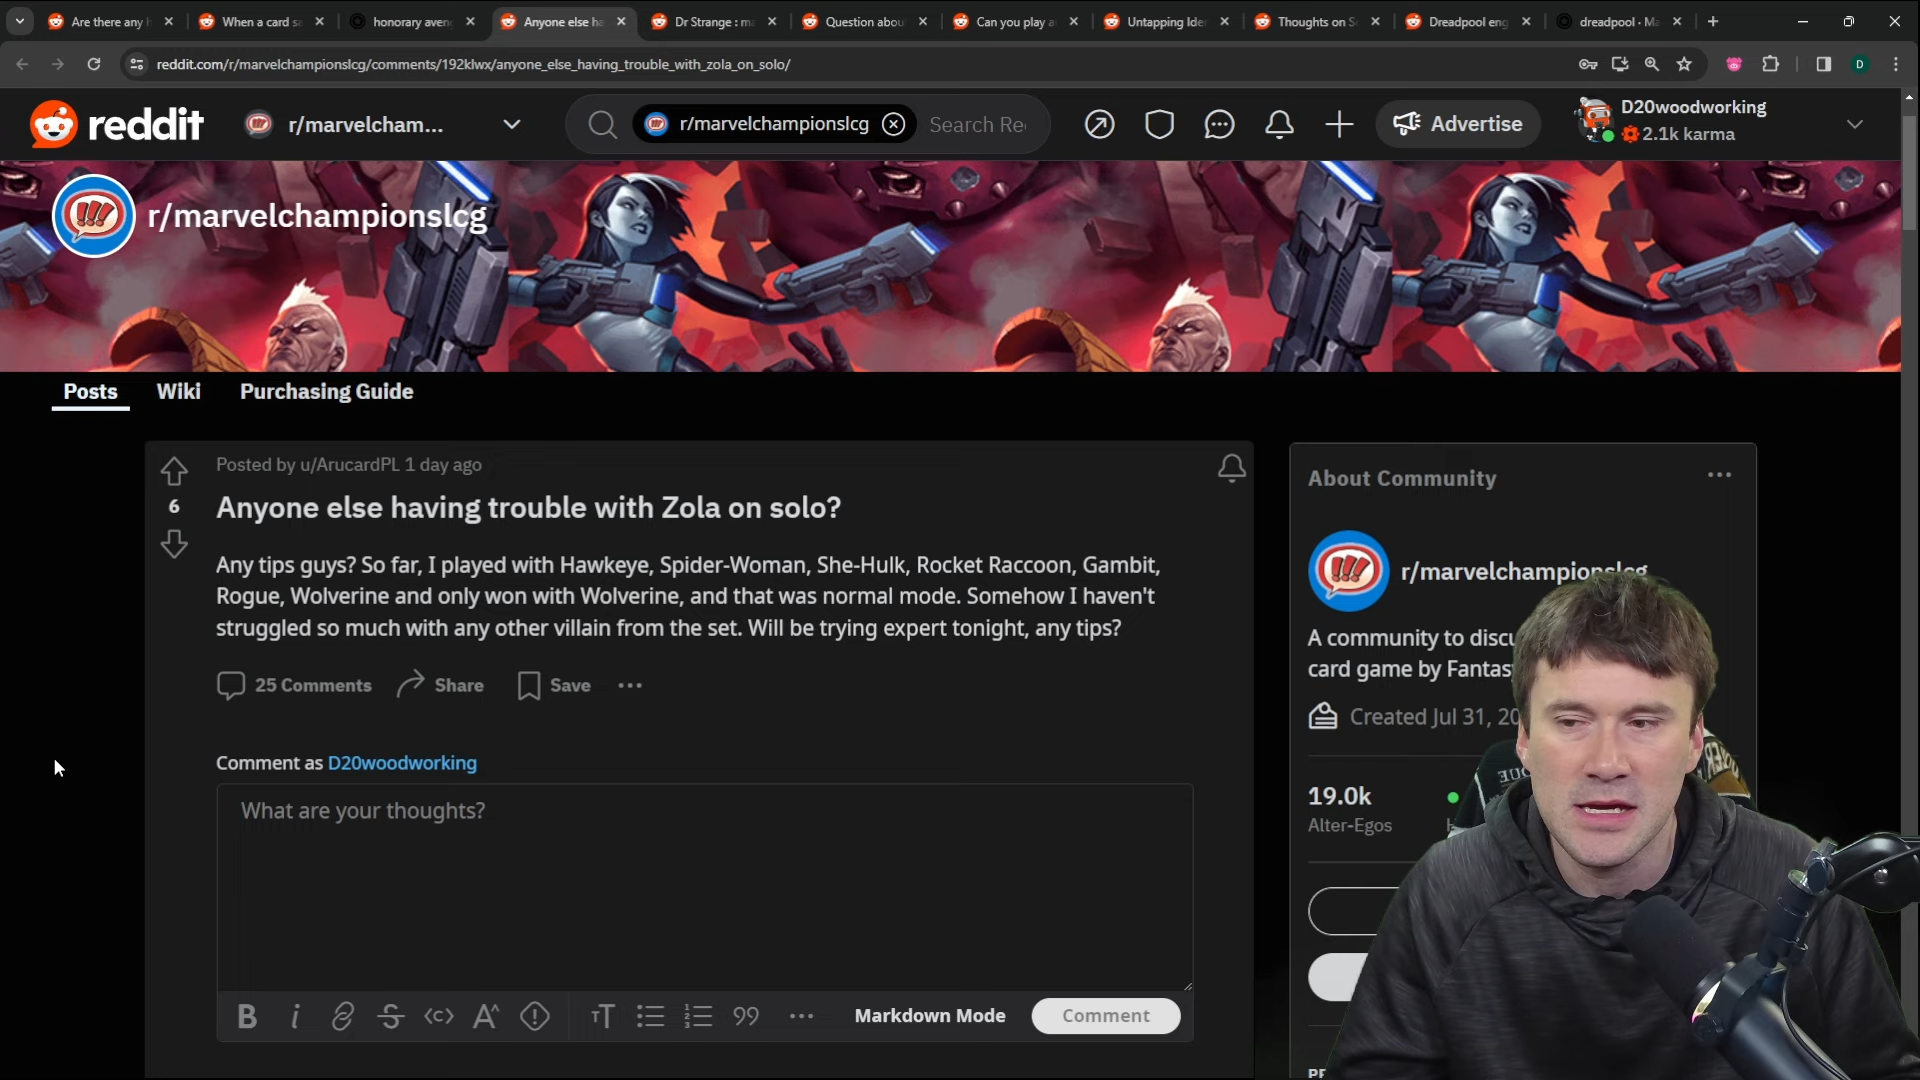 Are there any h
When a card sa
honorary aven
Anyone else ha
Dr Strange : ma
Question abou
Can you play a
Untapping Ide
Thoughts on S
Dreadpool eng
dreadpool · Ma
reddit.com/r/marvelchampionslcg/comments/192klwx/anyone_else_having_trouble_with_zola_on_solo/
D
reddit
r/marvelcham...
r/marvelchampionslcg
Search Re
Advertise
D20woodworking
2.1k karma
r/marvelchampionslcg
Posts
Wiki
Purchasing Guide
Posted by u/ArucardPL 1 day ago
6
Anyone else having trouble with Zola on solo?
Any tips guys? So far, I played with Hawkeye, Spider-Woman, She-Hulk, Rocket Raccoon, Gambit,
Rogue, Wolverine and only won with Wolverine, and that was normal mode. Somehow I haven't
struggled so much with any other villain from the set. Will be trying expert tonight, any tips?
25 Comments
Share
Save
Comment as D20woodworking
What are your thoughts?
Markdown Mode
Comment
About Community
r/marvelchampionslcg
A community to discu
card game by Fantas
Created Jul 31, 20
19.0k
Alter-Egos